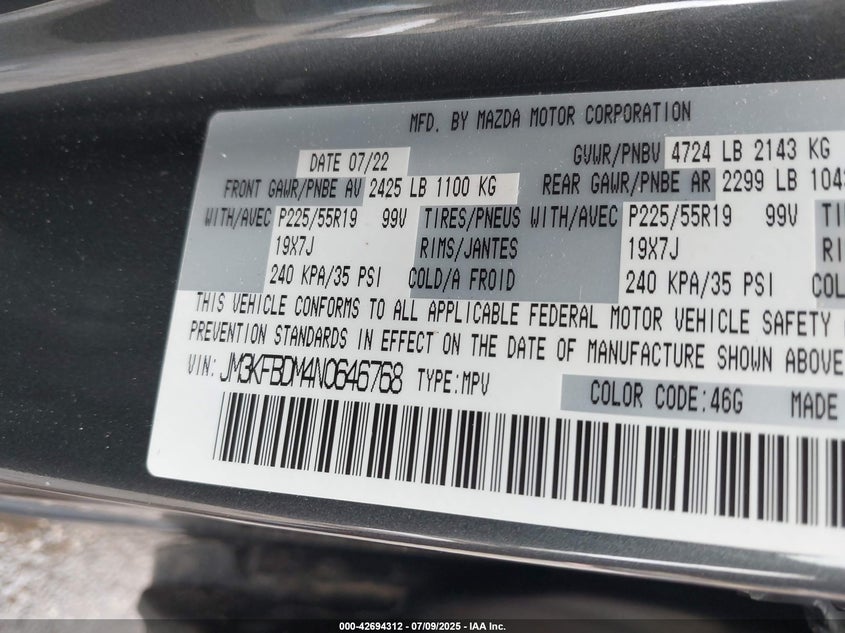 MFD. BY MAZDA MOTOR CORPORATION
DATE 07/22 GVWR/PNBV 4724 LB 2143 KG
FRONT GAWR/PNBE AV 2425 LB 1100 KG REAR GAWR/PNBE AR 2299 LB 1043
WITH/AVEC P225/55R19 99V TIRES/PNEUS WITH/AVEC P225/55R19 99V
19X7J RIMS/JANTES 19X7J
240 KPA/35 PSI COLD/A FROID 240 KPA/35 PSI
THIS VEHICLE CONFORMS TO ALL APPLICABLE FEDERAL MOTOR VEHICLE SAFETY
PREVENTION STANDARDS IN EFFECT ON THE DATE OF MANUFACTURE SHOWN ABOVE
VIN: JM3KFBDM4N0646768 TYPE:MPV
COLOR CODE:46G MADE
000-42694312 / 07/09/2025 - IAA Inc.